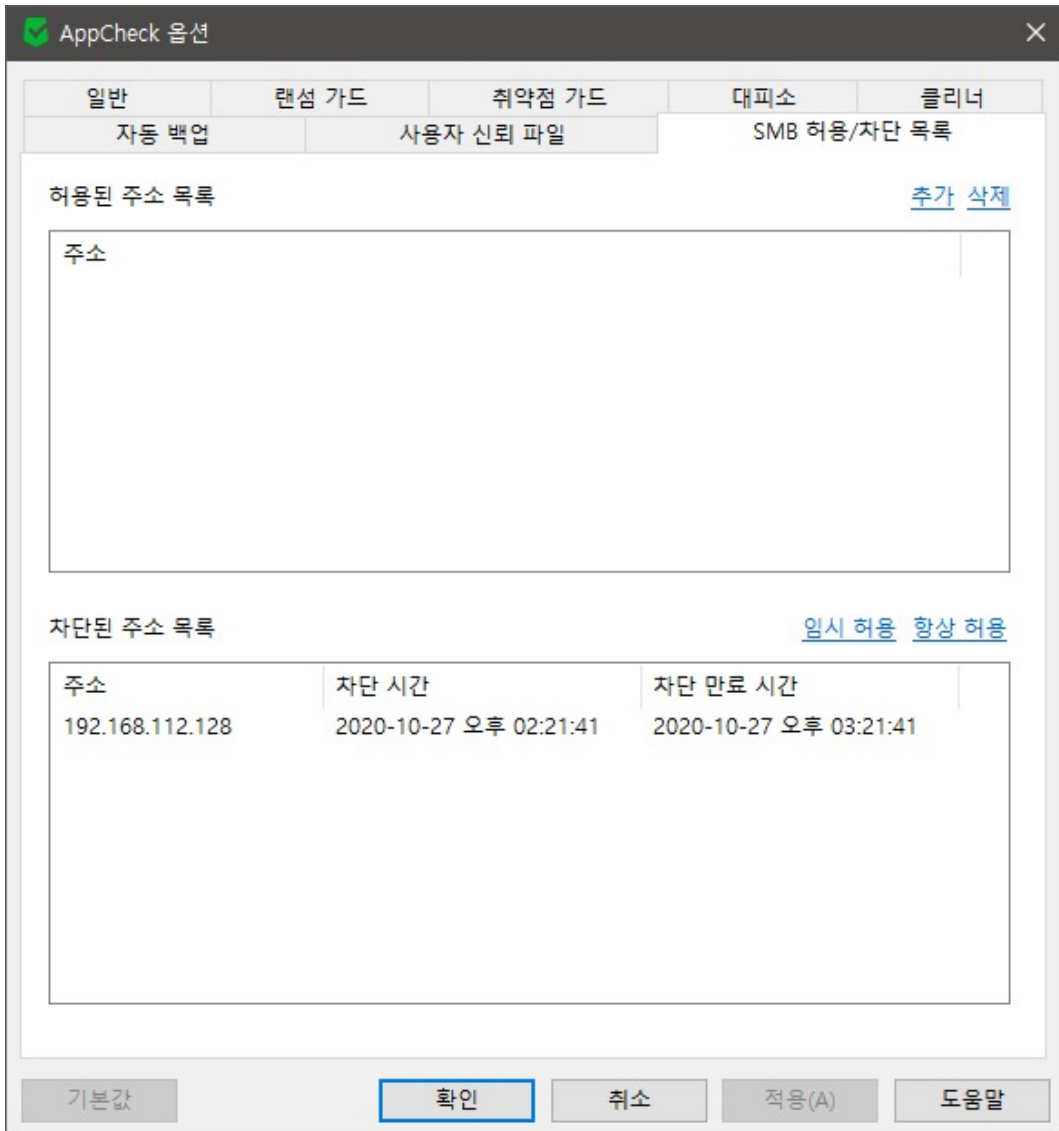 AppCheck 옵션
일반 랜섬 가드 취약점 가드 대피소 클리너
자동 백업 사용자 신뢰 파일 SMB 허용/차단 목록
허용된 주소 목록 추가 삭제
주소
차단된 주소 목록 임시 허용 항상 허용
주소 차단 시간 차단 만료 시간
192.168.112.128 2020-10-27 오후 02:21:41 2020-10-27 오후 03:21:41
기본값 확인 취소 적용(A) 도움말